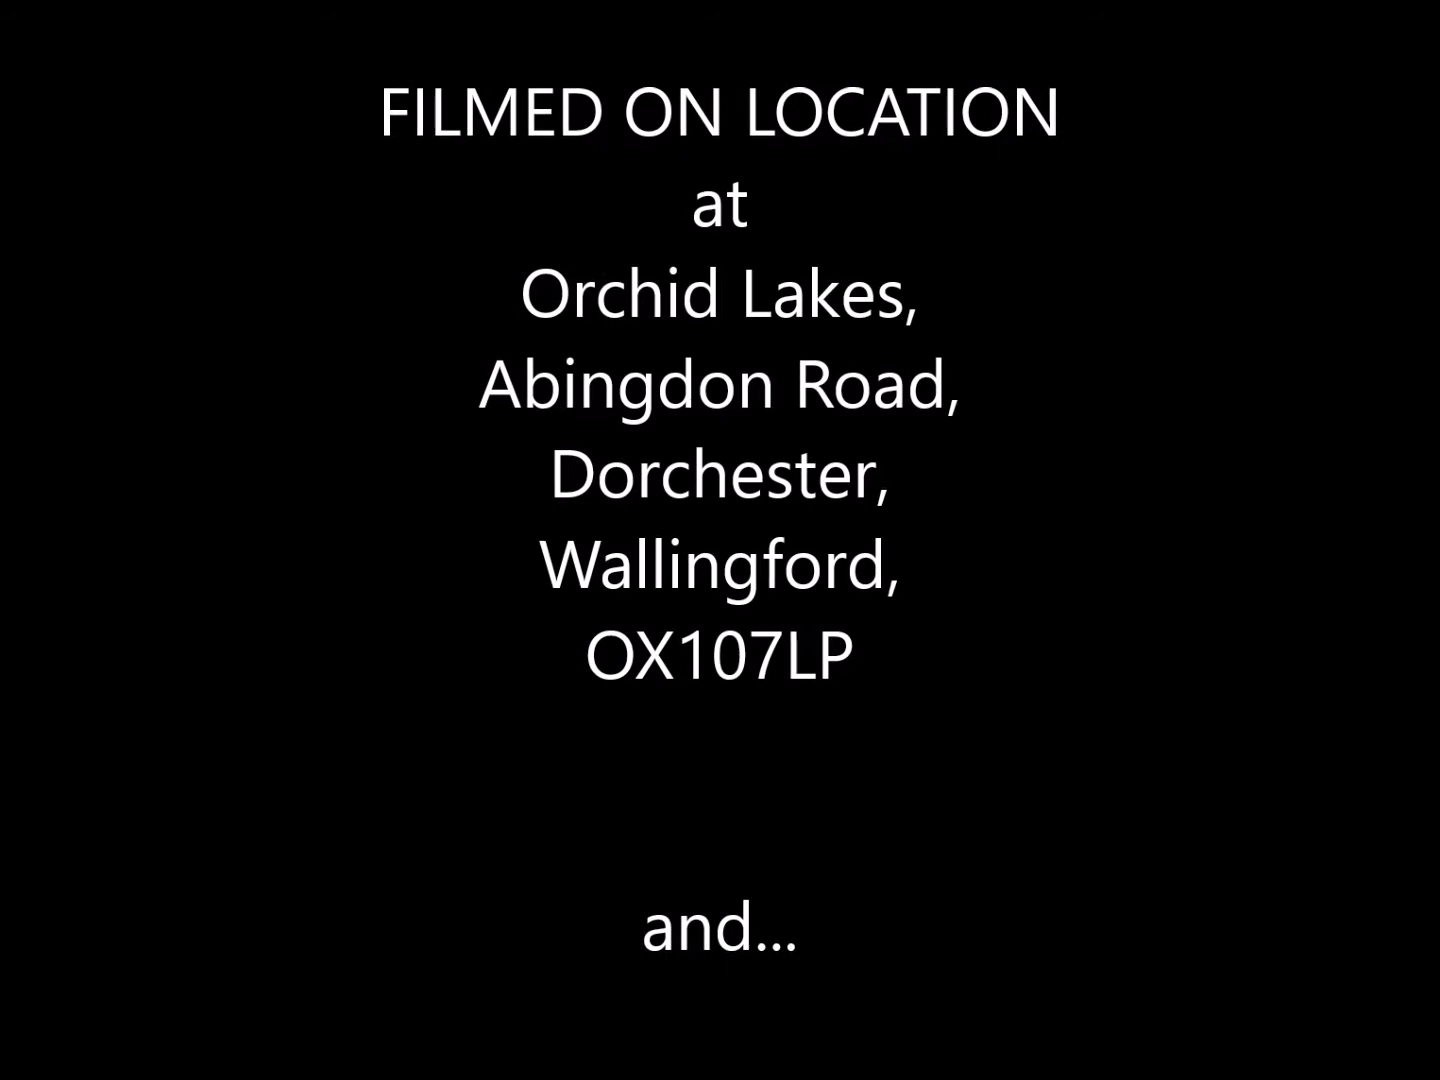 FILMED ON LOCATION
at
Orchid Lakes,
Abingdon Road,
Dorchester,
Wallingford,
OX107LP
and...